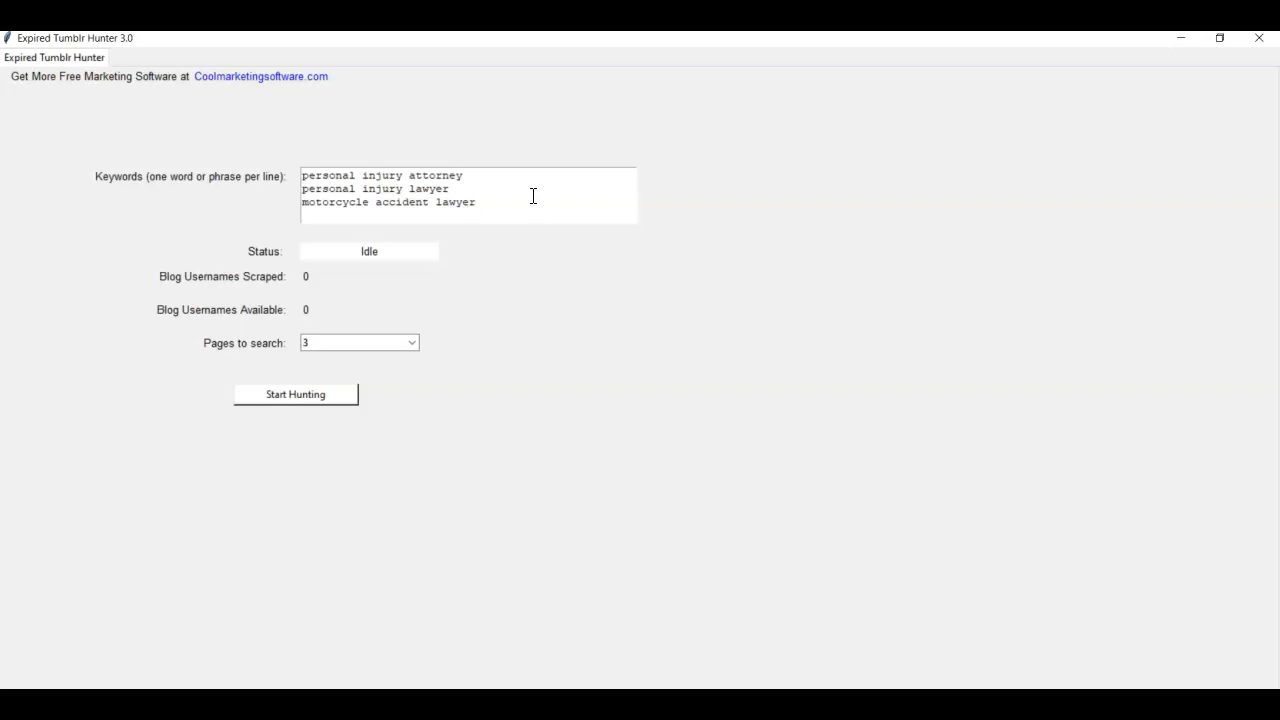 Expired Tumblr Hunter 3.0
Expired Tumblr Hunter
Get More Free Marketing Software at Coolmarketingsoftware.com
Keywords (one word or phrase per line):
personal injury attorney
personal injury lawyer
motorcycle accident lawyer
Status: Idle
Blog Usernames Scraped: 0
Blog Usernames Available: 0
Pages to search: 3
Start Hunting